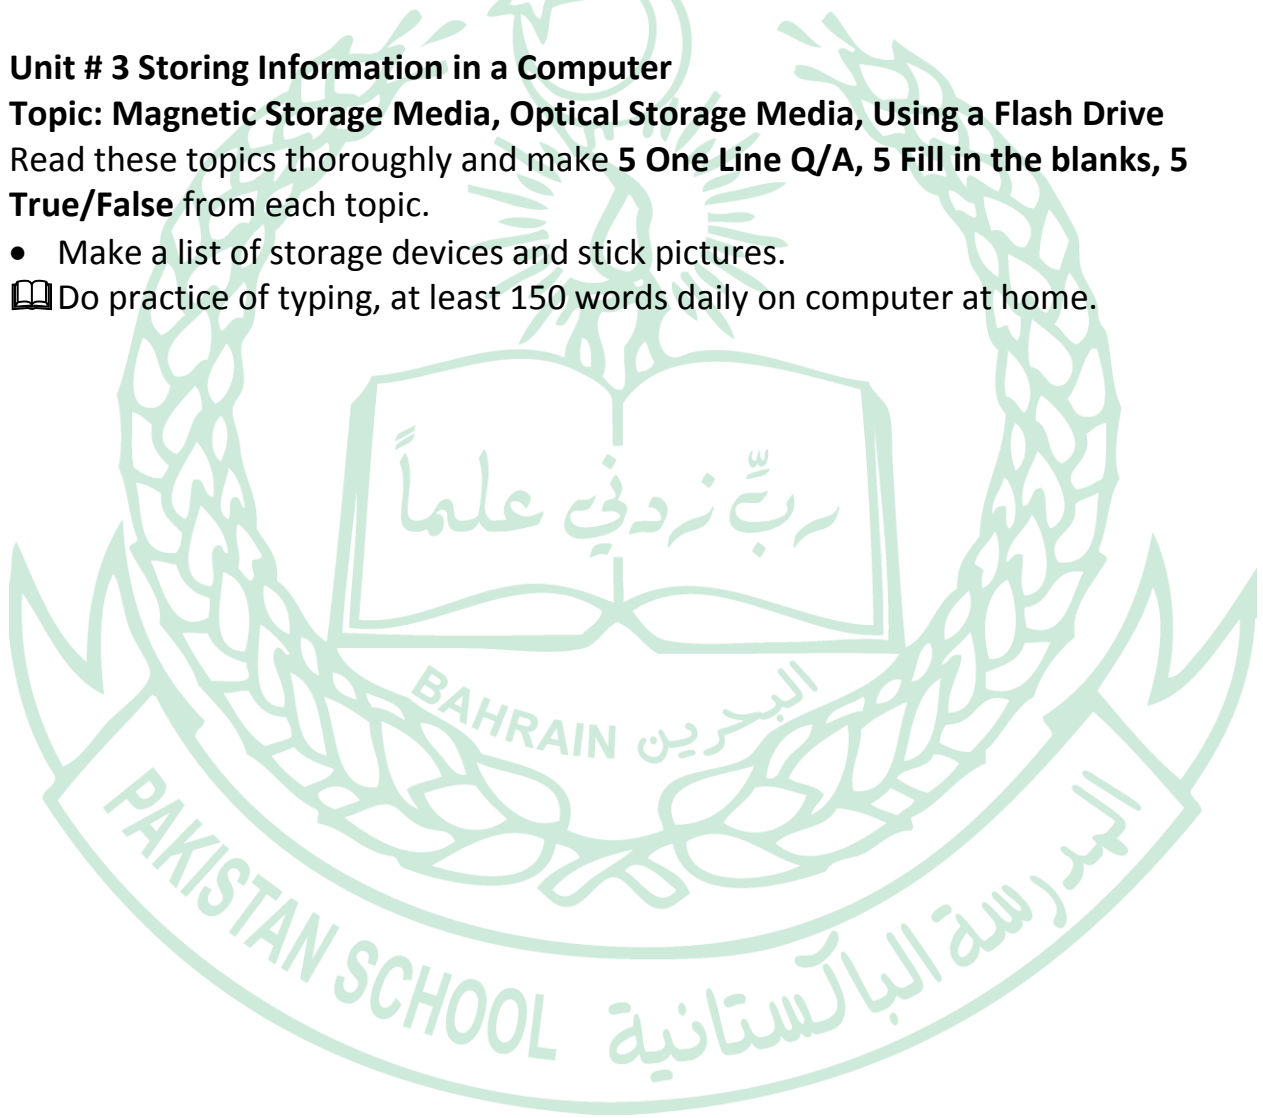 Unit # 3 Storing Information in a Computer
Topic: Magnetic Storage Media, Optical Storage Media, Using a Flash Drive
Read these topics thoroughly and make 5 One Line Q/A, 5 Fill in the blanks, 5
True/False from each topic.
• Make a list of storage devices and stick pictures.
🕮Do practice of typing, at least 150 words daily on computer at home.
ربِّ زدني علماً
BAHRAIN البحرين
PAKISTAN SCHOOL المدرسة الباكستانية